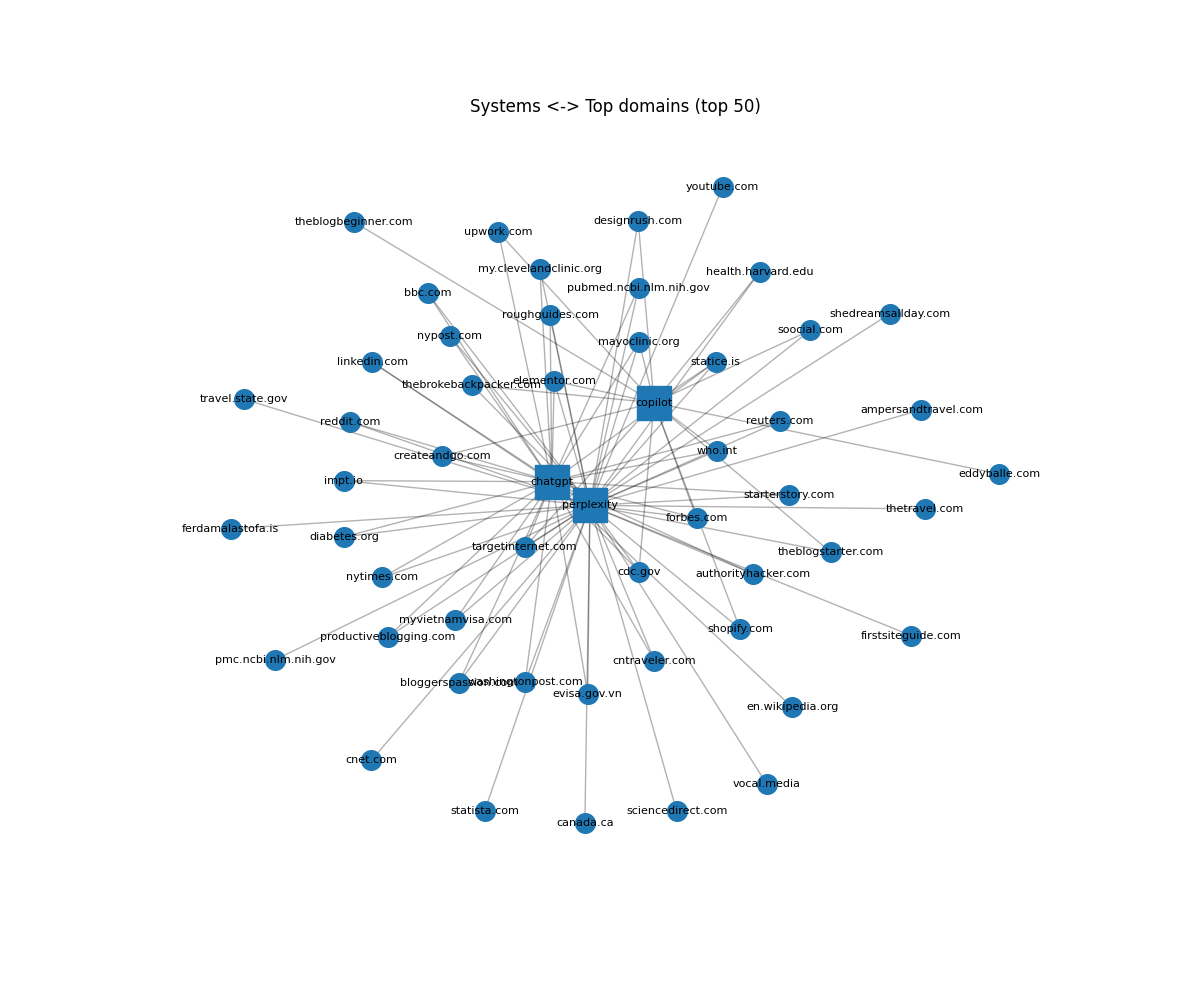 Systems <-> Top domains (top 50)
youtube.com
theblogbeginner.com
designrush.com
upwork.com
my.clevelandclinic.org
health.harvard.edu
pubmed.ncbi.nlm.nih.gov
bbc.com
roughguides.com
shedreamsallday.com
soocial.com
nypost.com
mayoclinic.org
linkedin.com
statice.is
thebrokebackpacker.com
elementor.com
travel.state.gov
copilot
ampersandtravel.com
reddit.com
reuters.com
createandgo.com
who.int
eddyballe.com
impt.io
chatgpt
starterstory.com
perplexity
thetravel.com
forbes.com
ferdamalastofa.is
diabetes.org
targetinternet.com
theblogstarter.com
nytimes.com
cdc.gov
authorityhacker.com
myvietnamvisa.com
shopify.com
productiveblogging.com
firstsiteguide.com
pmc.ncbi.nlm.nih.gov
cntraveler.com
bloggerspassion.com
washingtonpost.com
evisa.gov.vn
en.wikipedia.org
cnet.com
vocal.media
statista.com
sciencedirect.com
canada.ca